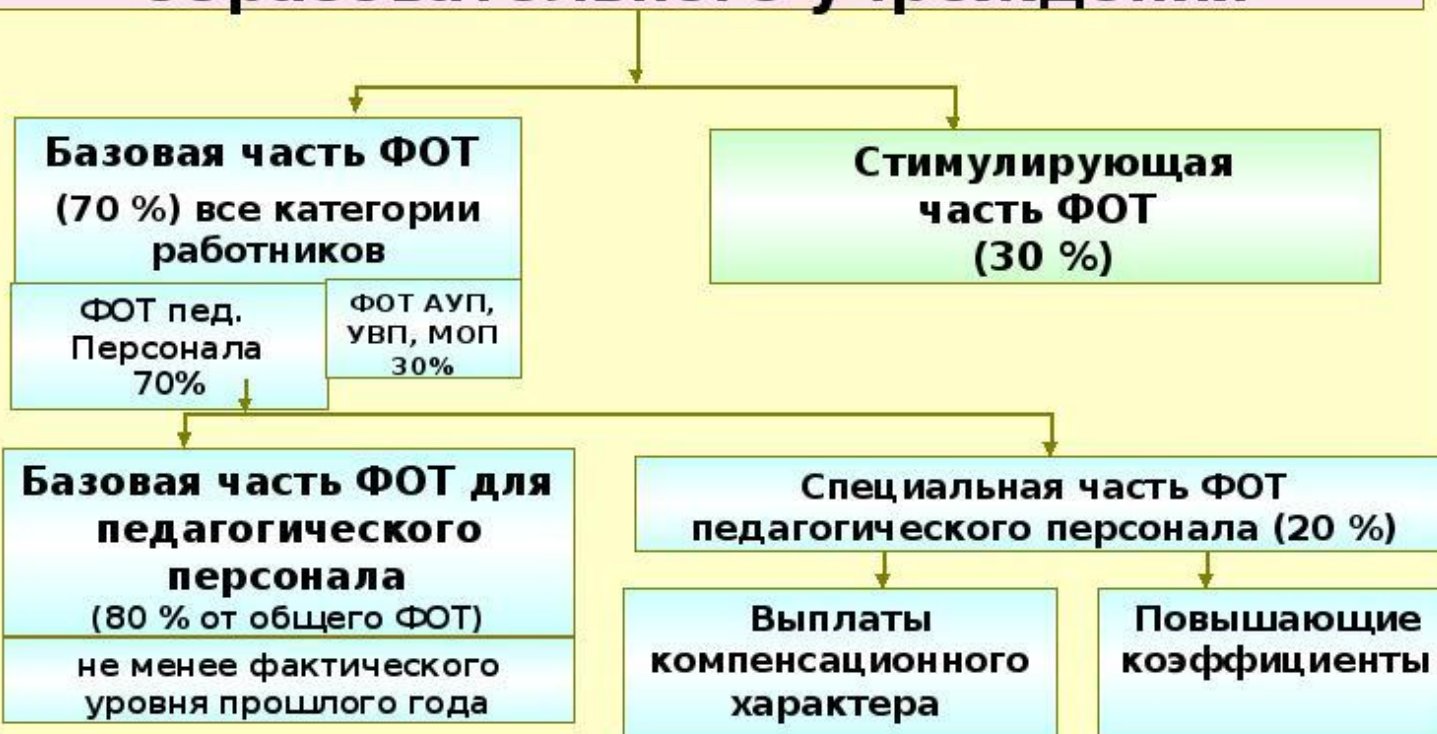 образовательного учреждения
Базовая часть ФОТ
(70 %) все категории
работников
Стимулирующая
часть ФОТ
(30 %)
ФОТ пед.
Персонала
70%
ФОТ АУП,
УВП, МОП
30%
Базовая часть ФОТ для
педагогического
персонала
(80 % от общего ФОТ)
не менее фактического
уровня прошлого года
Специальная часть ФОТ
педагогического персонала (20 %)
Выплаты
компенсационного
характера
Повышающие
коэффициенты